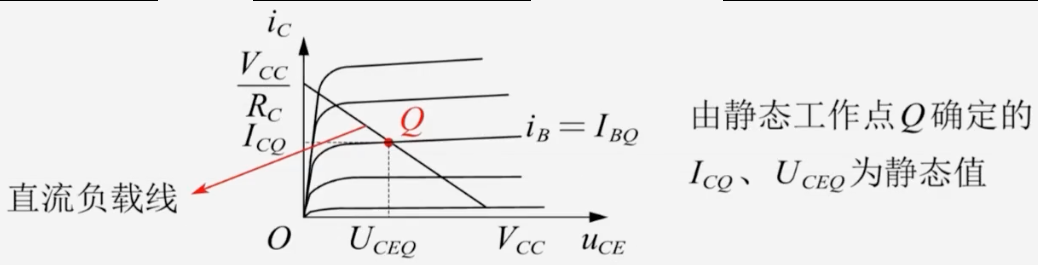 i_C
V_CC
R_C
I_CQ
Q
i_B = I_BQ
直流负载线
O
U_CEQ
V_CC
u_CE
由静态工作点Q确定的
I_CQ、U_CEQ为静态值